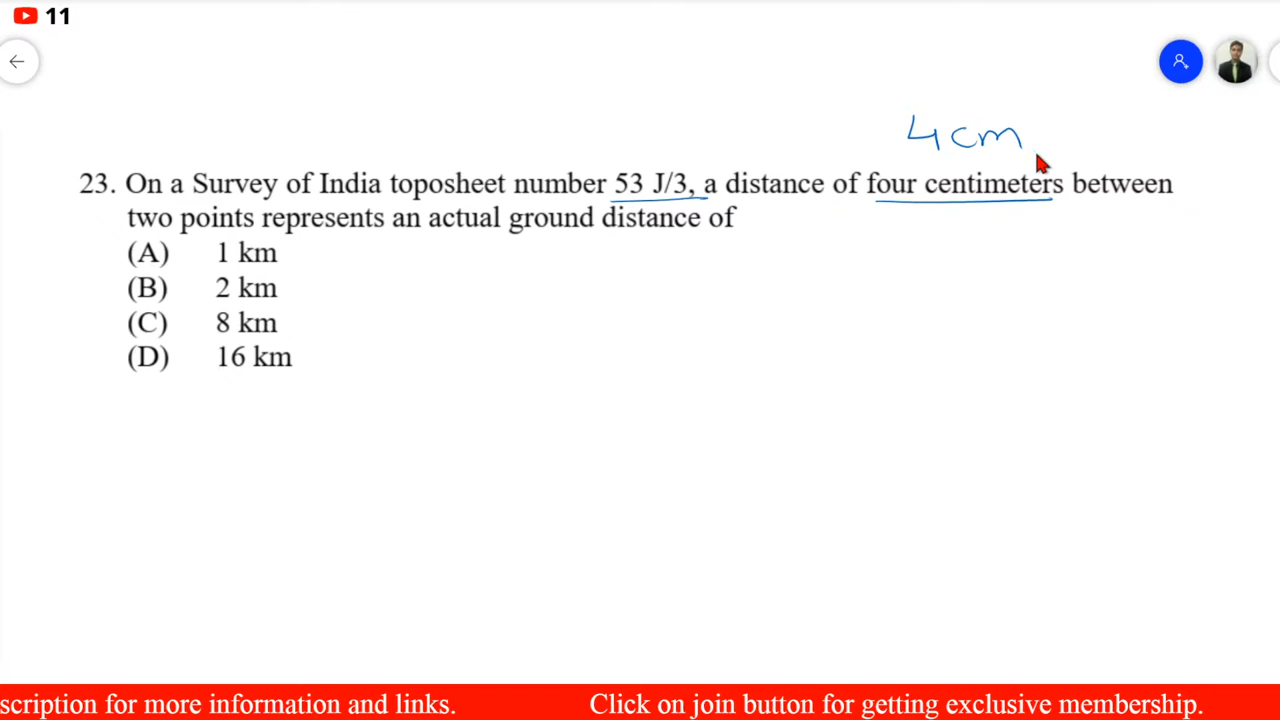 11
4 cm
23. On a Survey of India toposheet number 53 J/3, a distance of four centimeters between
two points represents an actual ground distance of
(A) 1 km
(B) 2 km
(C) 8 km
(D) 16 km
scription for more information and links. Click on join button for getting exclusive membership.